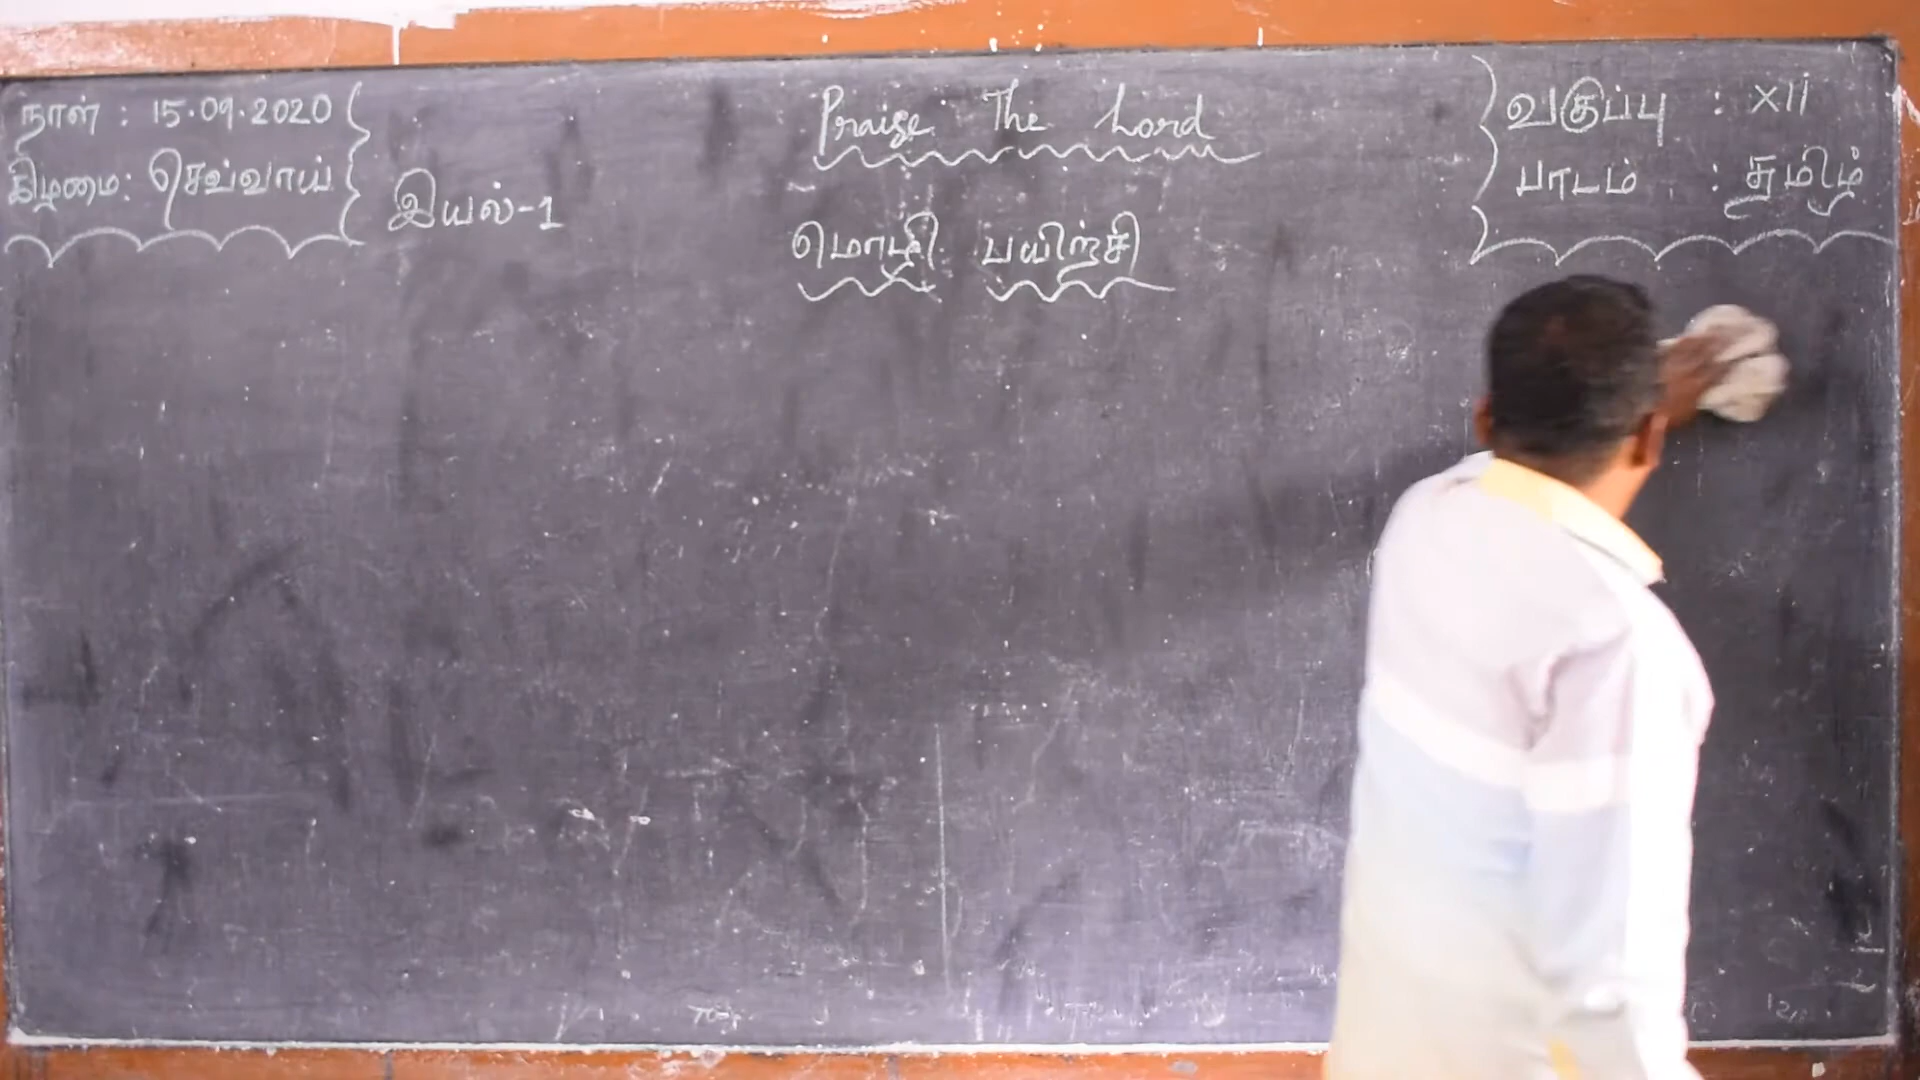 நாள் : 15.09.2020
கிழமை: செவ்வாய்
இயல்-1
Praise The Lord
மொழி பயிற்சி
வகுப்பு : XII
பாடம் : தமிழ்